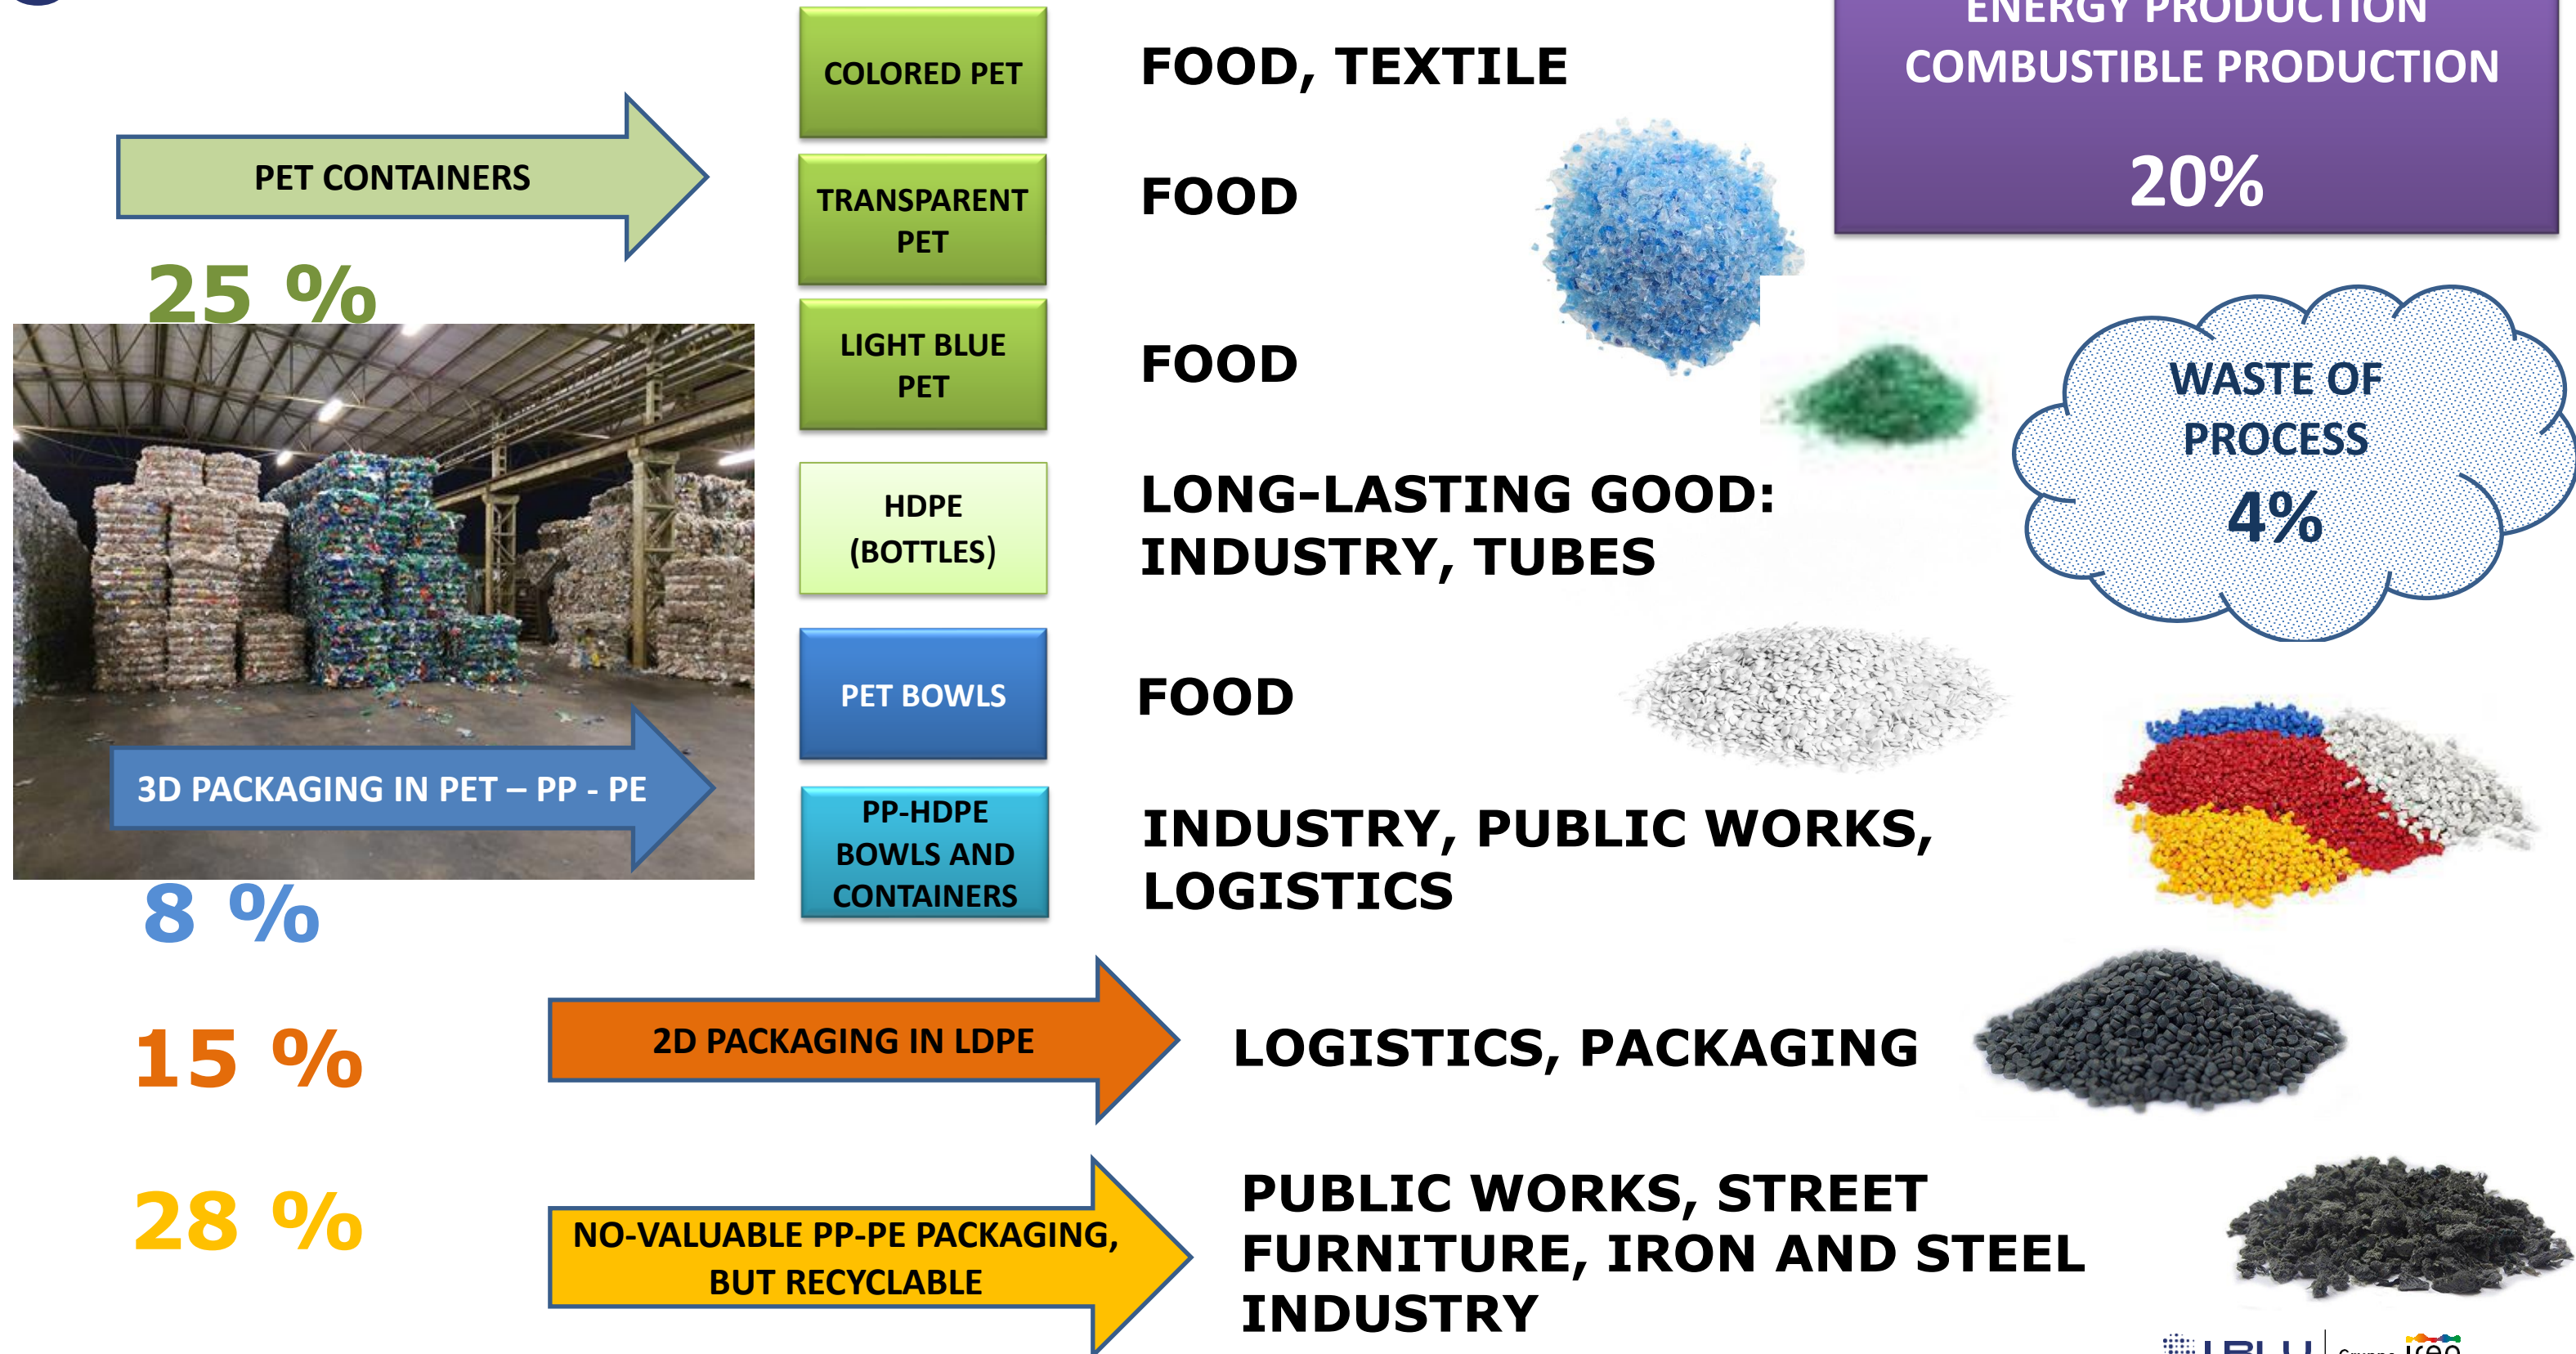 ENERGY PRODUCTION
COMBUSTIBLE PRODUCTION
20%
COLORED PET
FOOD, TEXTILE
PET CONTAINERS
25 %
TRANSPARENT
PET
FOOD
LIGHT BLUE
PET
FOOD
WASTE OF
PROCESS
4%
HDPE
(BOTTLES)
LONG-LASTING GOOD:
INDUSTRY, TUBES
PET BOWLS
FOOD
3D PACKAGING IN PET – PP - PE
8 %
PP-HDPE
BOWLS AND
CONTAINERS
INDUSTRY, PUBLIC WORKS,
LOGISTICS
15 %
2D PACKAGING IN LDPE
LOGISTICS, PACKAGING
28 %
NO-VALUABLE PP-PE PACKAGING,
BUT RECYCLABLE
PUBLIC WORKS, STREET
FURNITURE, IRON AND STEEL
INDUSTRY